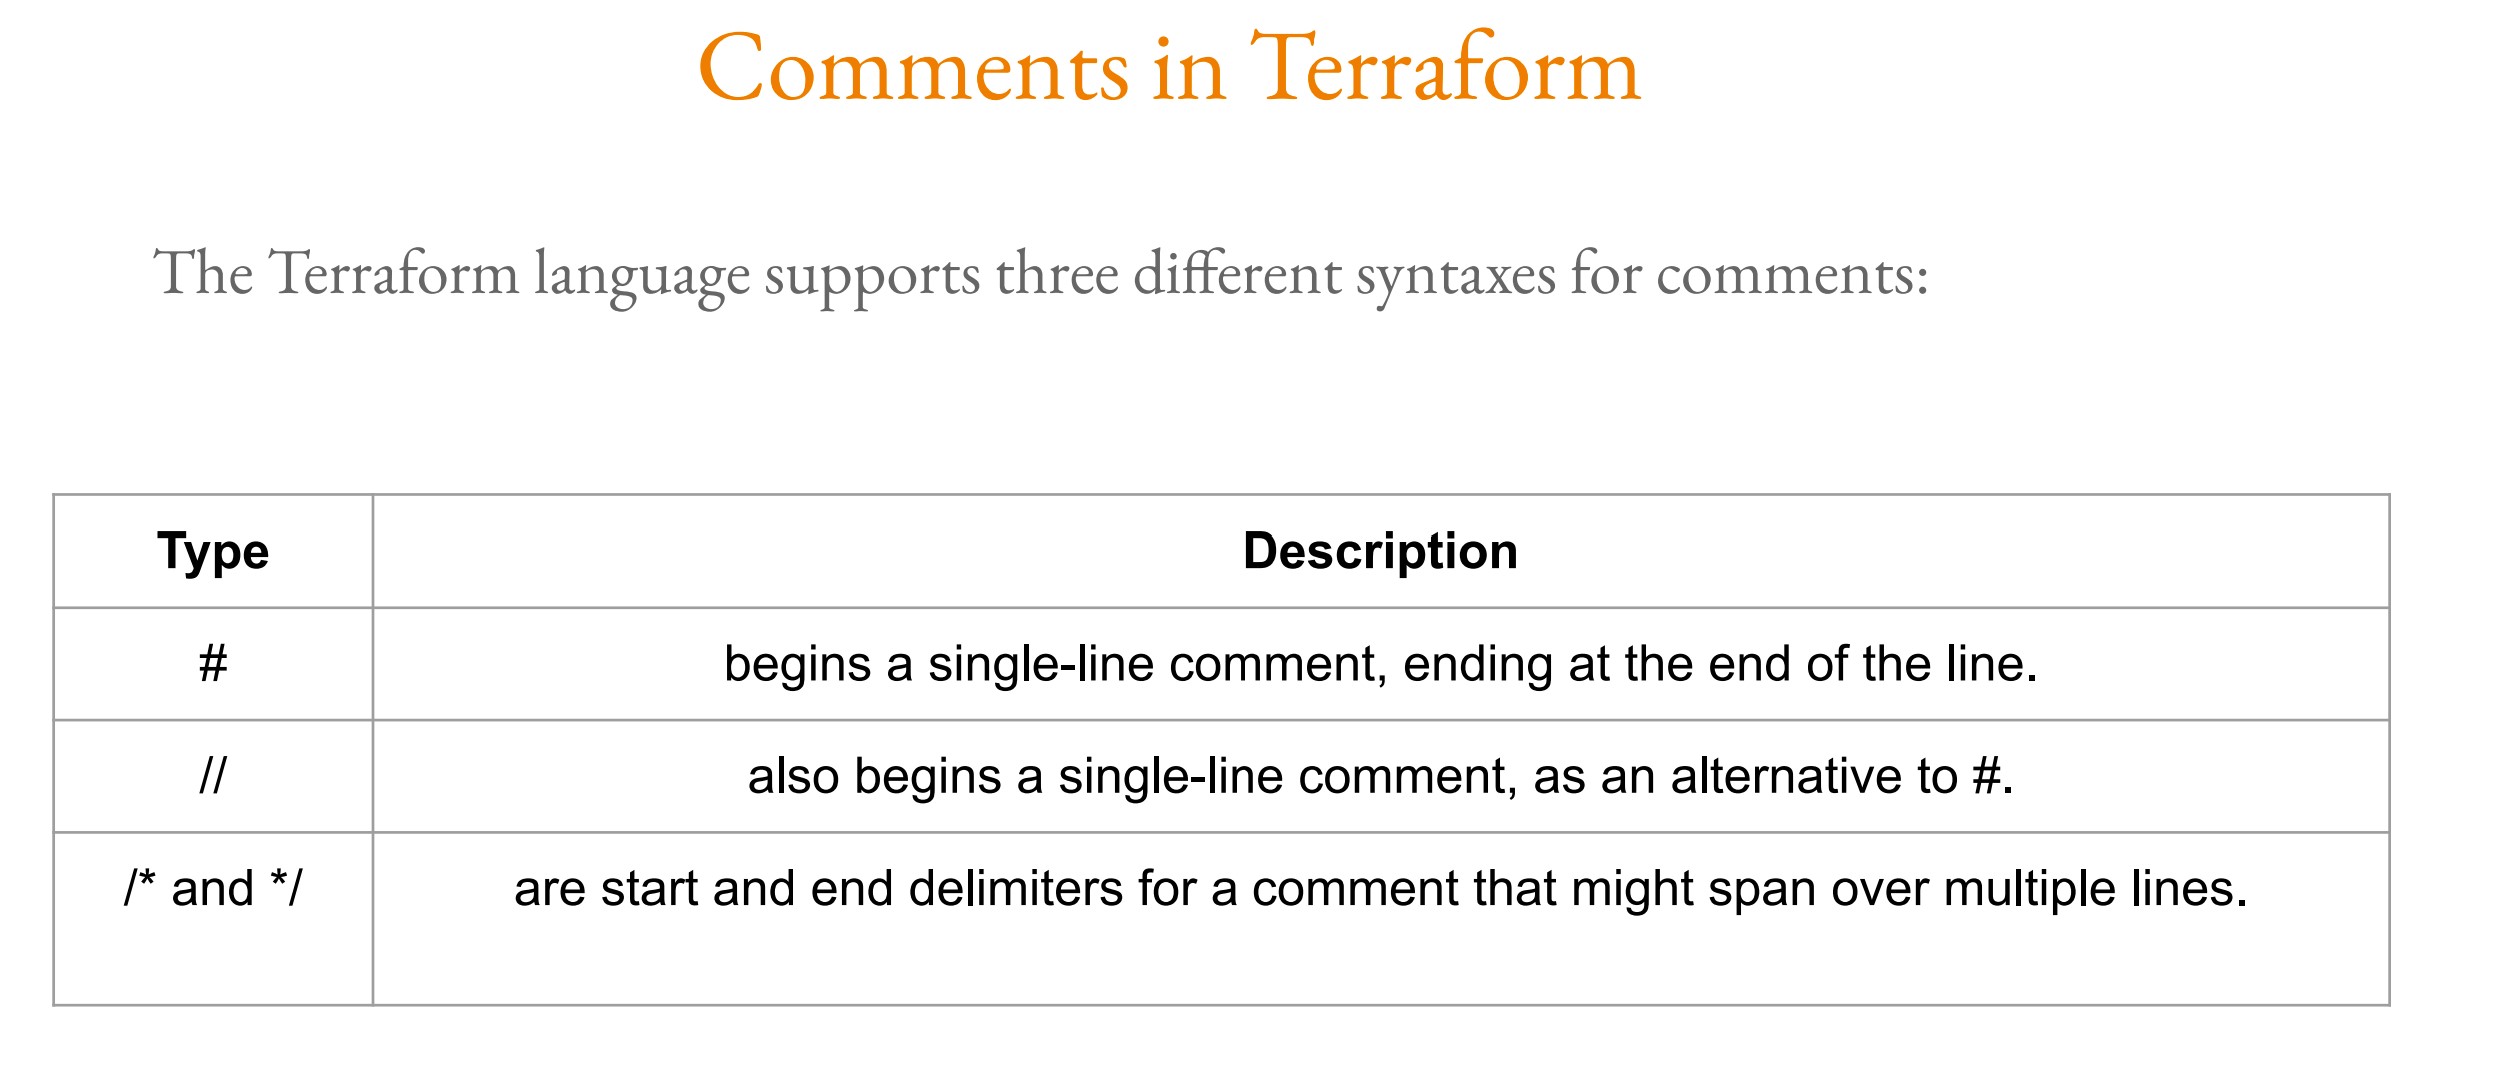 Comments in Terraform
The Terraform language supports three different syntaxes for comments:
Type Description
# begins a single-line comment, ending at the end of the line.
// also begins a single-line comment, as an alternative to #.
/* and */ are start and end delimiters for a comment that might span over multiple lines.